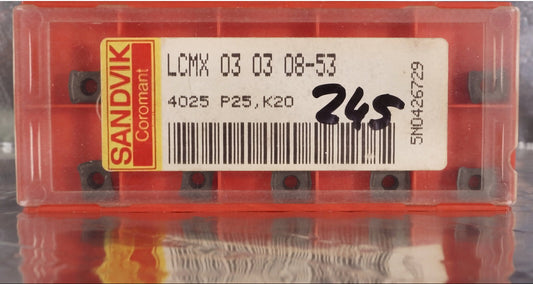 SANDVIK
Coromant
LCMX 03 03 08-53
4025 P25,K20
245
5N0426729